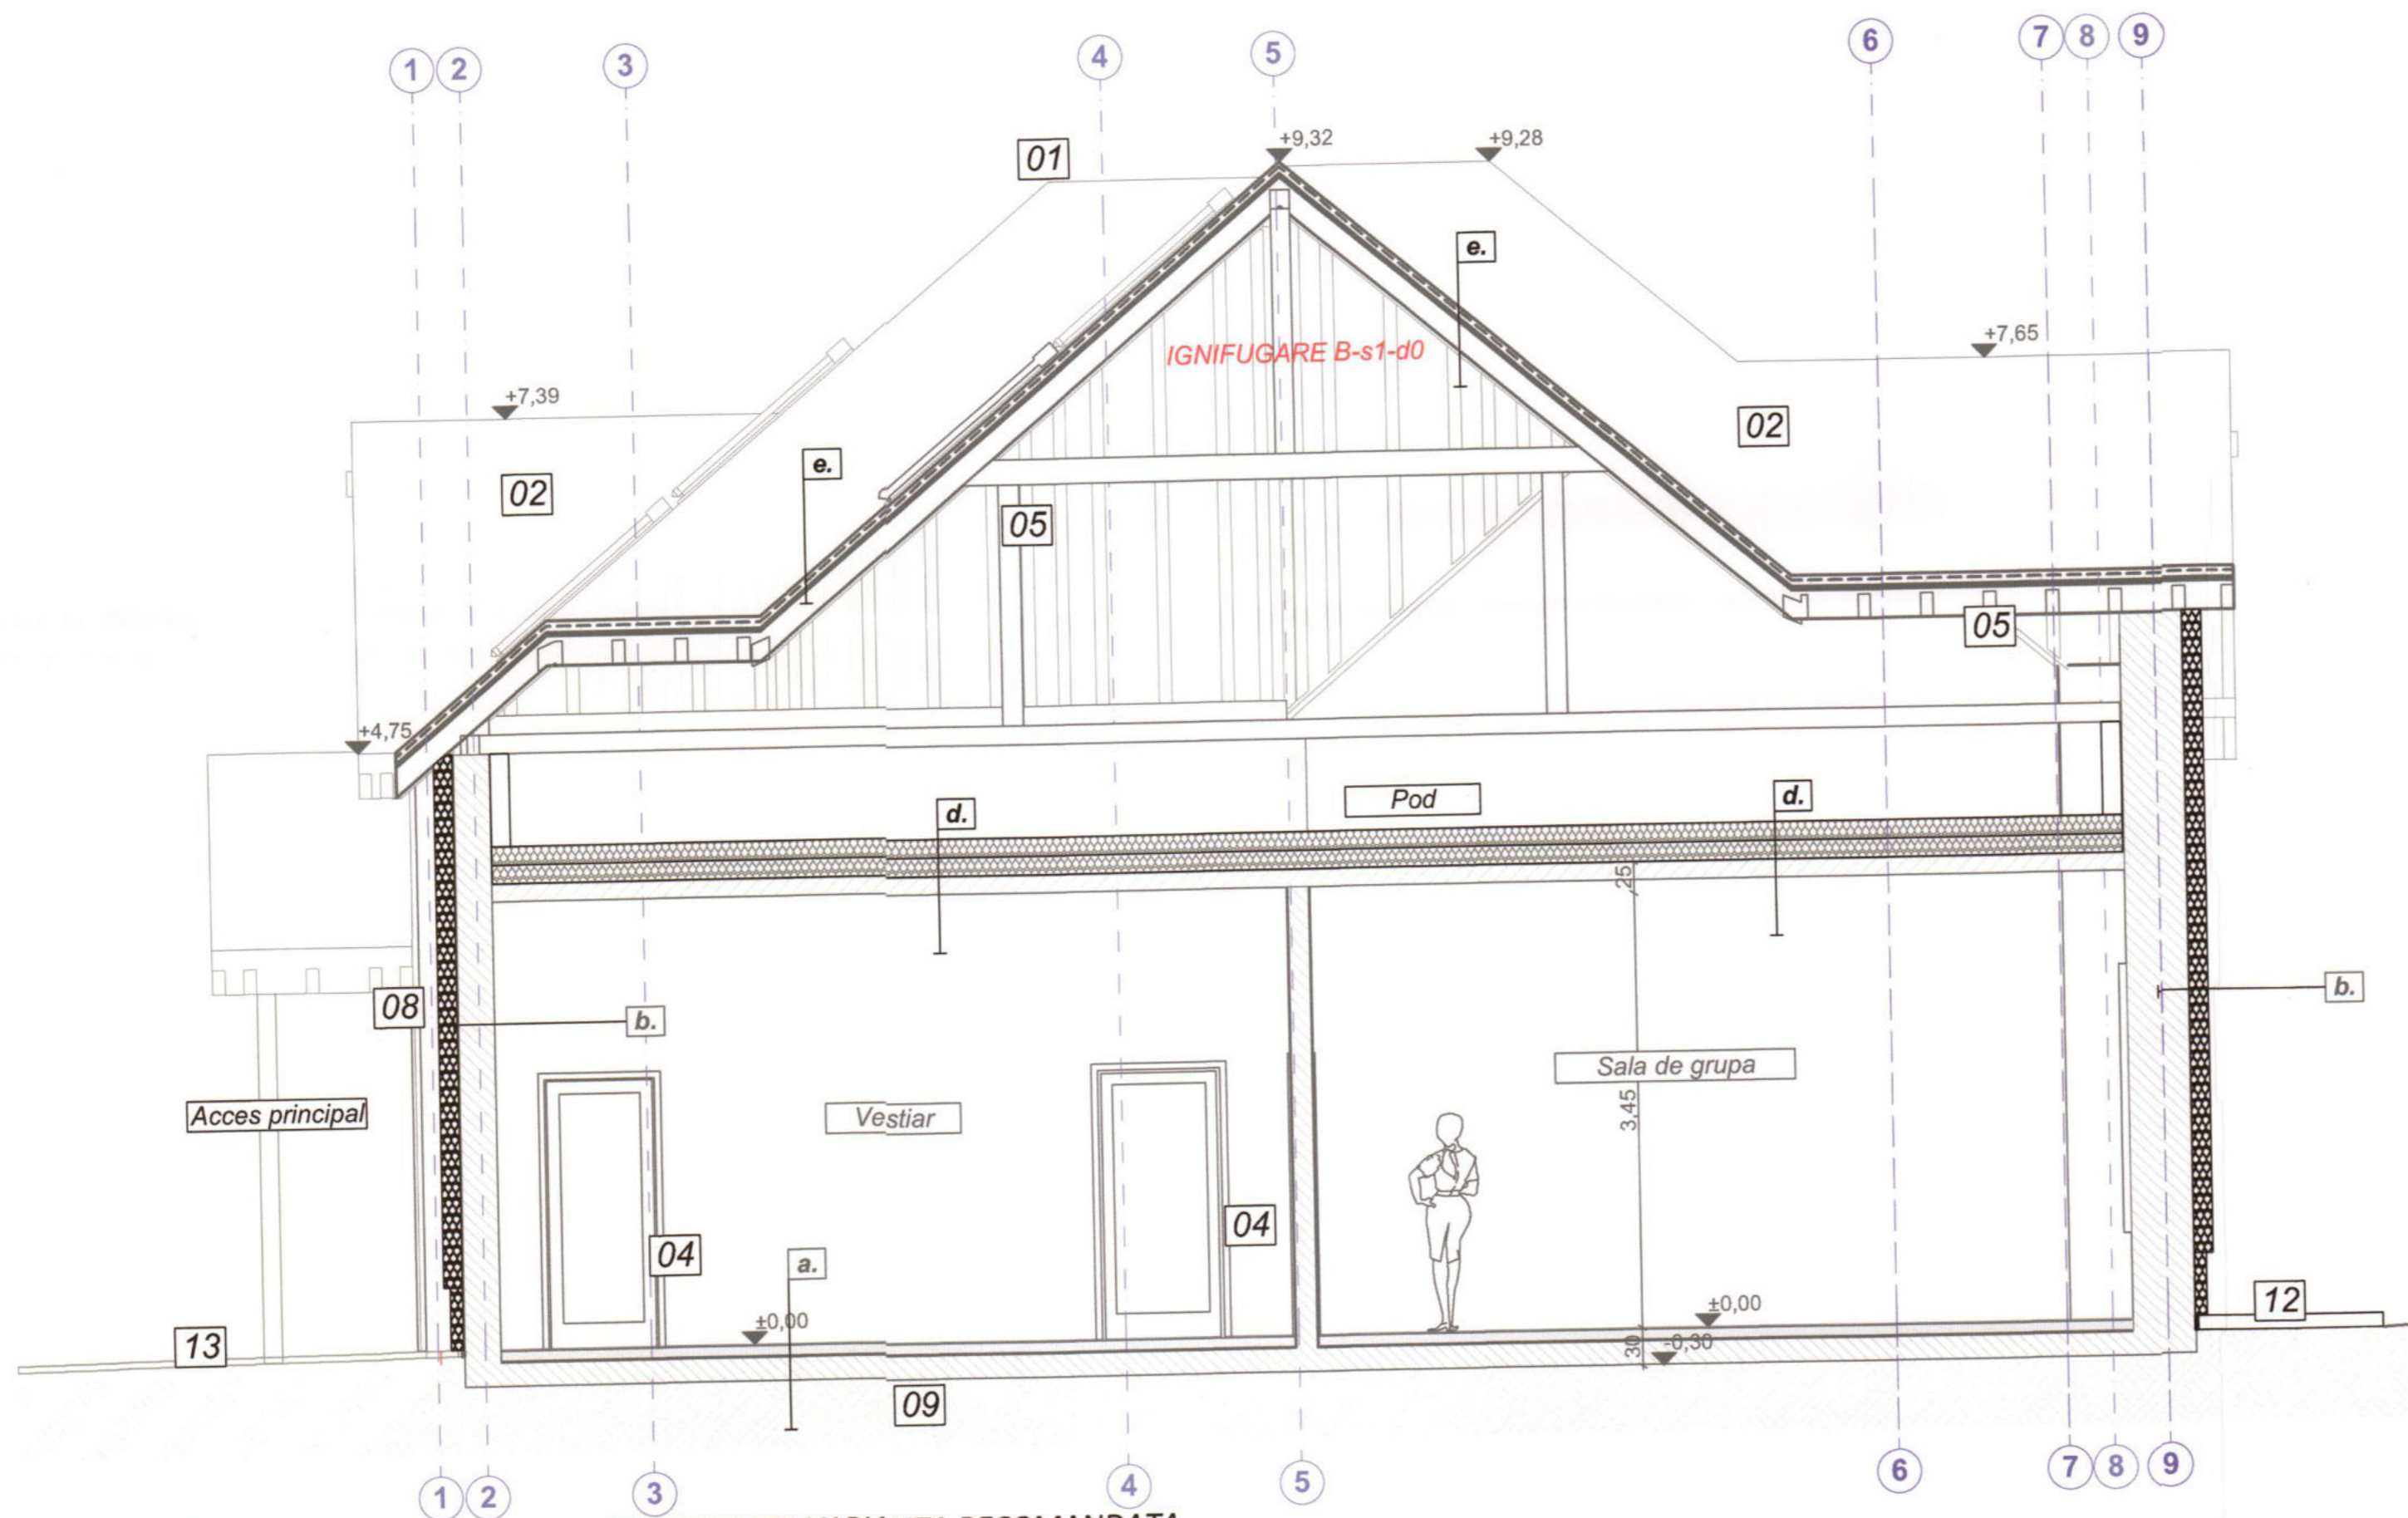 1 2 3 4 5 6 7 8 9
+9,32
+9,28
01
e.
IGNIFUGARE B-s1-d0
+7,65
+7,39
02
02
e.
05
05
+4,75
Pod
d.
d.
25
08
b.
b.
Sala de grupa
3,45
Acces principal
Vestiar
04
04
a.
±0,00
±0,00
-0,30
30
12
13
09
1 2 3 4 5 6 7 8 9
RECOMANDATA